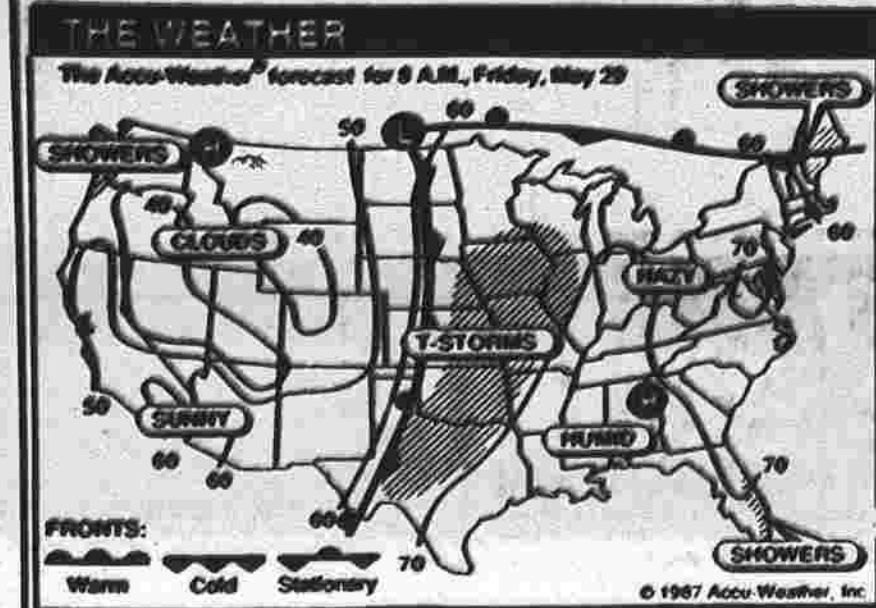 THE WEATHER
The Accu-Weather® forecast for 8 A.M., Friday, May 29
SHOWERS
60
50
60
SHOWERS
40
CLOUDS
40
70
60
HAZY
T-STORMS
50
SUNNY
HUMID
60
60
70
60
70
FRONTS:
SHOWERS
Warm Cold Stationary
© 1987 Accu-Weather, Inc